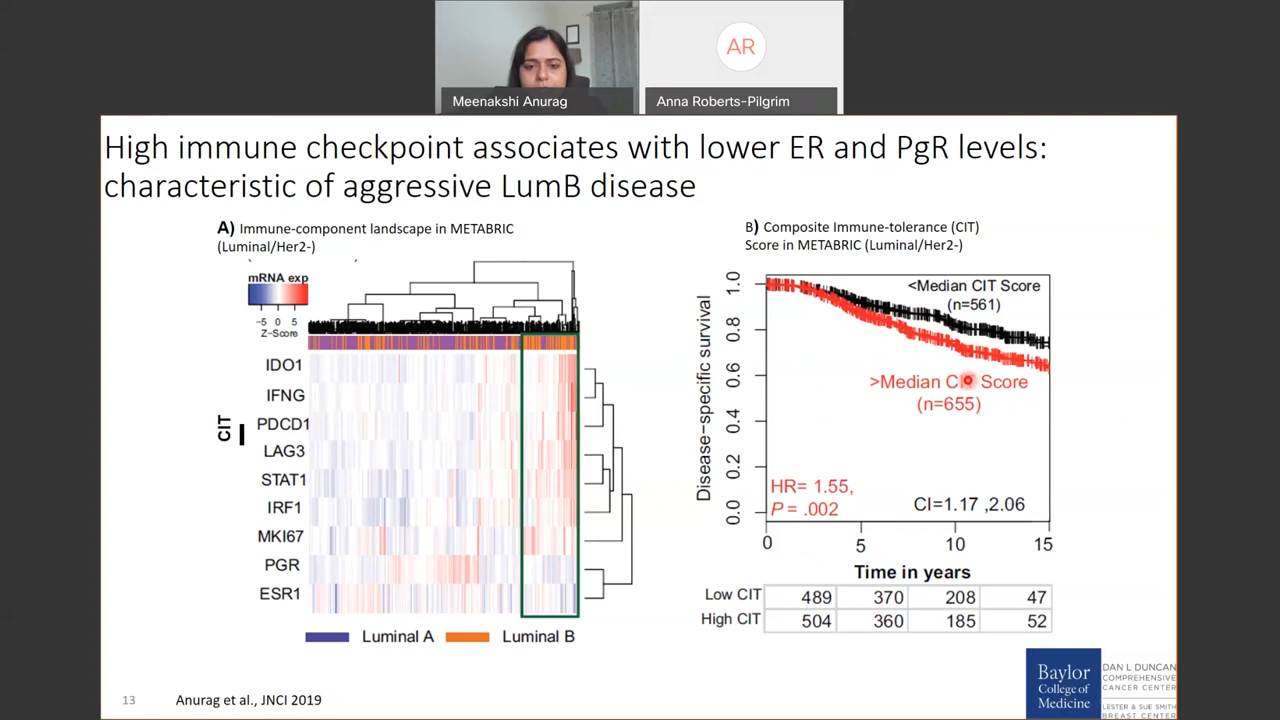 AR
Meenakshi Anurag
Anna Roberts-Pilgrim
High immune checkpoint associates with lower ER and PgR levels:
characteristic of aggressive LumB disease
A) Immune-component landscape in METABRIC
(Luminal/Her2-)
mRNA exp
−5 0 5
Z−Score
CIT
IDO1
IFNG
PDCD1
LAG3
STAT1
IRF1
MKI67
PGR
ESR1
Luminal A
Luminal B
B) Composite Immune-tolerance (CIT)
Score in METABRIC (Luminal/Her2-)
Disease−specific survival
1.0
0.8
0.6
0.4
0.2
0.0
<Median CIT Score
(n=561)
>Median CIT Score
(n=655)
HR= 1.55,
P = .002
CI=1.17 ,2.06
0 5 10 15
Time in years
Low CIT 489 370 208 47
High CIT 504 360 185 52
13
Anurag et al., JNCI 2019
Baylor
College of
Medicine
DAN L DUNCAN
COMPREHENSIVE
CANCER CENTER
LESTER & SUE SMITH
BREAST CENTER